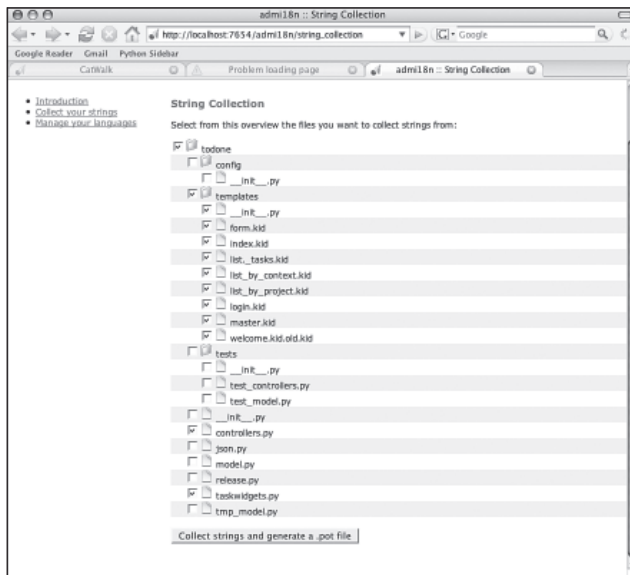 admi18n :: String Collection
http://localhost:7654/admi18n/string_collection
Google
Google Reader Gmail Python Sidebar
CatWalk Problem loading page admi18n :: String Collection
Introduction
Collect your strings
Manage your languages
String Collection
Select from this overview the files you want to collect strings from:
todone
config
__init__.py
templates
__init__.py
form.kid
index.kid
list._tasks.kid
list_by_context.kid
list_by_project.kid
login.kid
master.kid
welcome.kid.old.kid
tests
__init__.py
test_controllers.py
test_model.py
__init__.py
controllers.py
json.py
model.py
release.py
taskwidgets.py
tmp_model.py
Collect strings and generate a .pot file